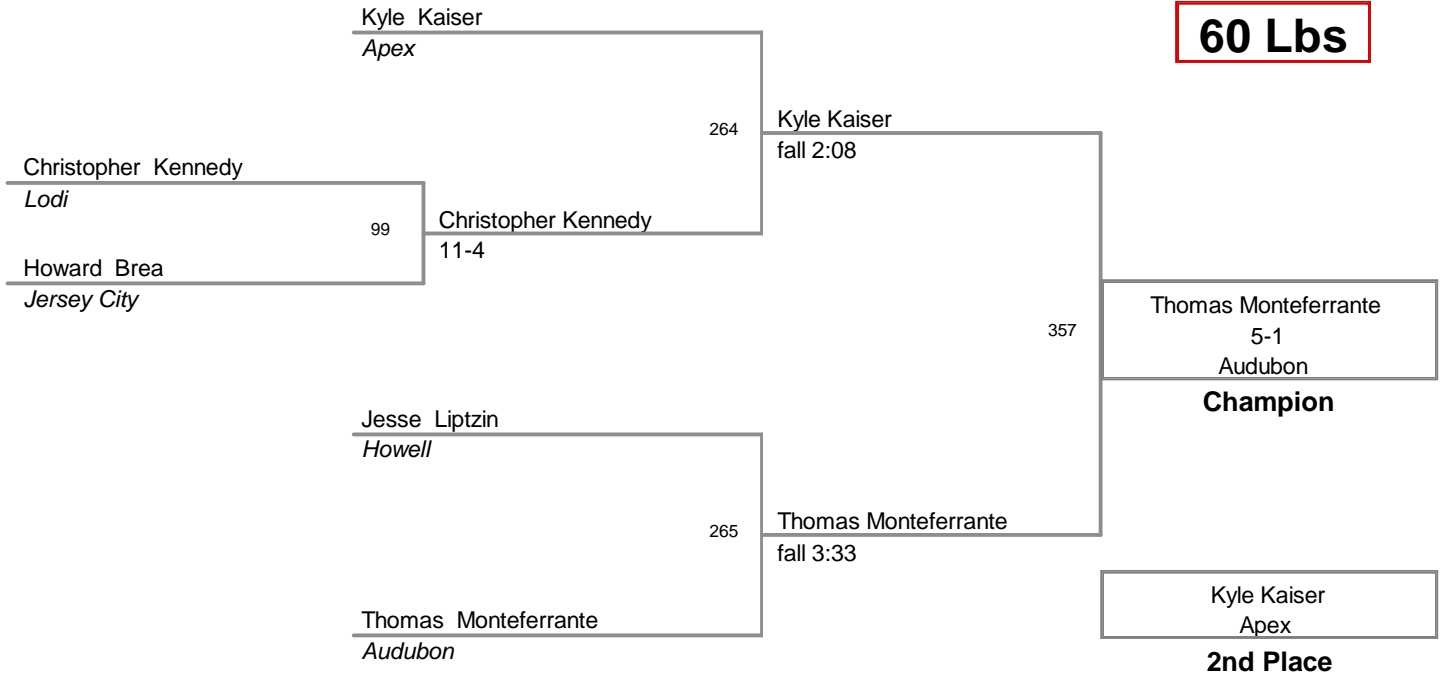 Kyle Kaiser
Apex
60 Lbs
264
Kyle Kaiser
fall 2:08
Christopher Kennedy
Lodi
99
Christopher Kennedy
11-4
Howard Brea
Jersey City
357
Thomas Monteferrante
5-1
Audubon
Champion
Jesse Liptzin
Howell
265
Thomas Monteferrante
fall 3:33
Thomas Monteferrante
Audubon
Kyle Kaiser
Apex
2nd Place